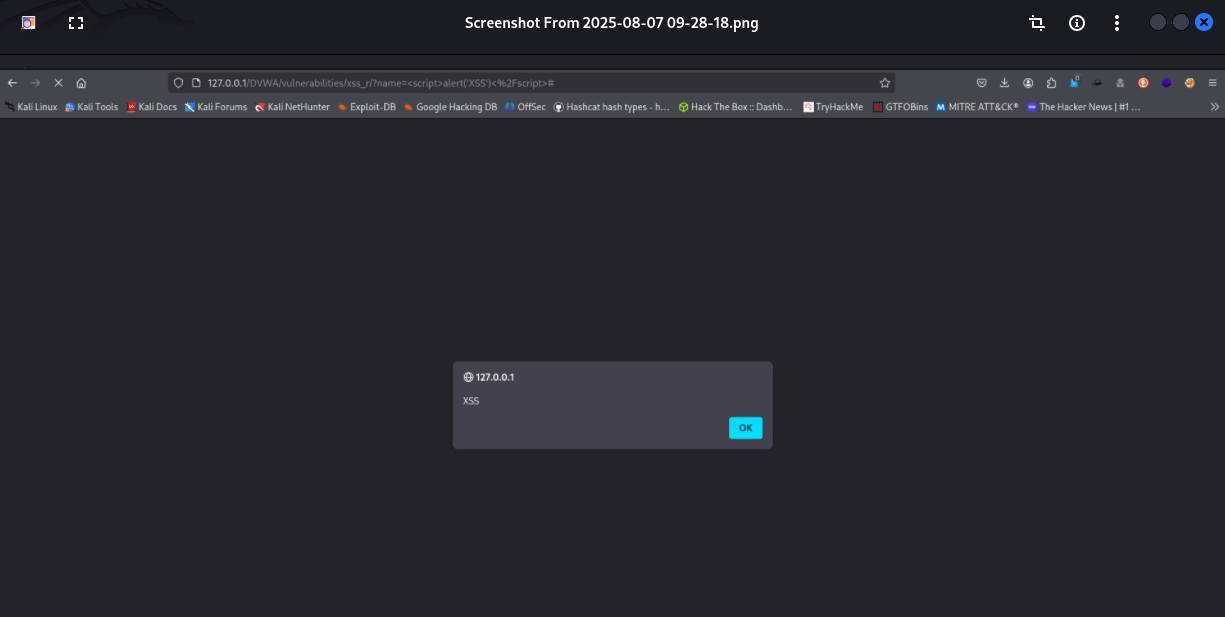 Screenshot From 2025-08-07 09-28-18.png
127.0.0.1/DVWA/vulnerabilities/xss_r/?name=<script>alert('XSS')<%2Fscript>#
Kali Linux Kali Tools Kali Docs Kali Forums Kali NetHunter Exploit-DB Google Hacking DB OffSec Hashcat hash types - h... Hack The Box :: Dashb... TryHackMe GTFOBins MITRE ATT&CK® The Hacker News | #1 ...
127.0.0.1
XSS
OK